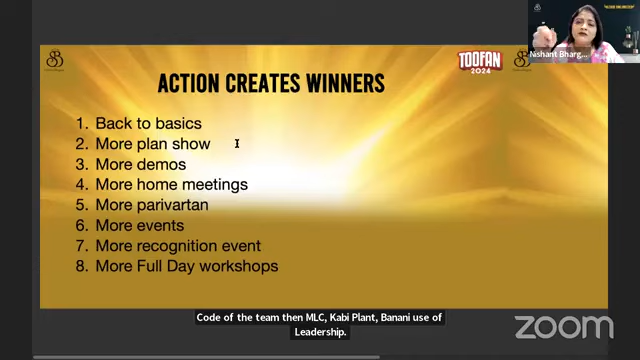 Nishant Bharg...
TOOFAN
2024
ACTION CREATES WINNERS
1. Back to basics
2. More plan show
3. More demos
4. More home meetings
5. More parivartan
6. More events
7. More recognition event
8. More Full Day workshops
Code of the team then MLC, Kabi Plant, Banani use of
Leadership.
zoom